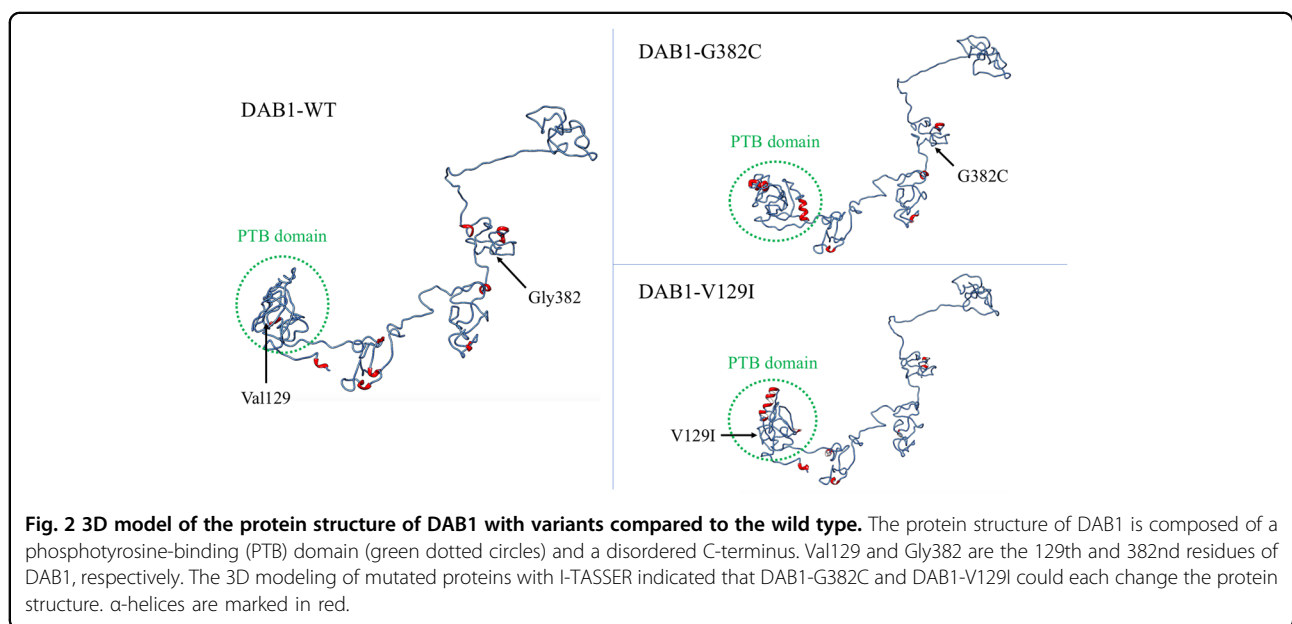 DAB1-WT
PTB domain
Val129
Gly382
DAB1-G382C
PTB domain
G382C
DAB1-V129I
PTB domain
V129I
Fig. 2 3D model of the protein structure of DAB1 with variants compared to the wild type. The protein structure of DAB1 is composed of a
phosphotyrosine-binding (PTB) domain (green dotted circles) and a disordered C-terminus. Val129 and Gly382 are the 129th and 382nd residues of
DAB1, respectively. The 3D modeling of mutated proteins with I-TASSER indicated that DAB1-G382C and DAB1-V129I could each change the protein
structure. α-helices are marked in red.